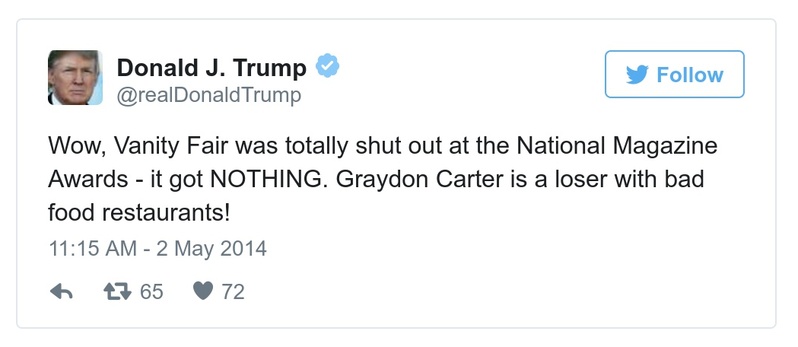 Donald J. Trump
@realDonaldTrump
Follow
Wow, Vanity Fair was totally shut out at the National Magazine
Awards - it got NOTHING. Graydon Carter is a loser with bad
food restaurants!
11:15 AM - 2 May 2014
65 72